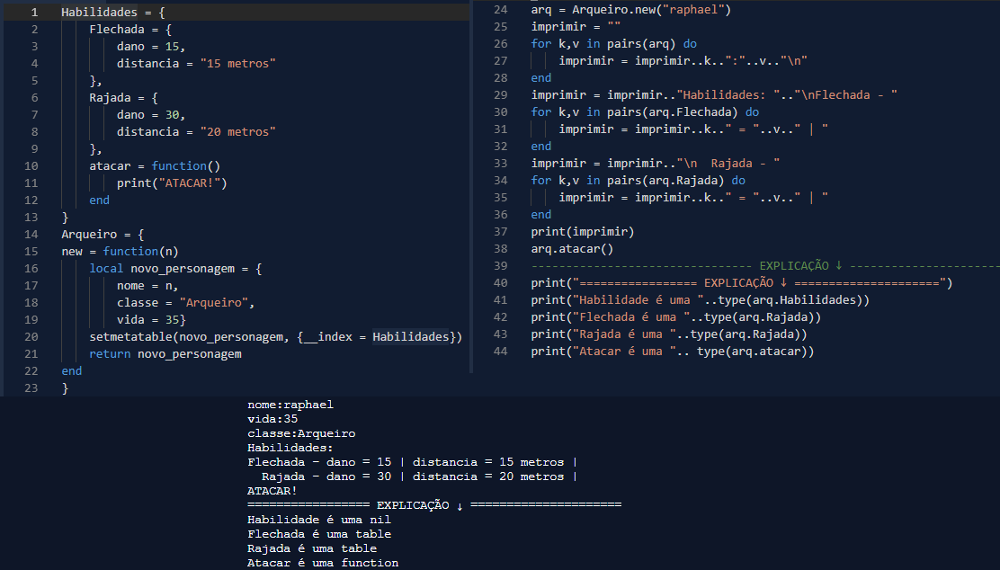 1 Habilidades = {
2 Flechada = {
3 dano = 15,
4 distancia = "15 metros"
5 },
6 Rajada = {
7 dano = 30,
8 distancia = "20 metros"
9 },
10 atacar = function()
11 print("ATACAR!")
12 end
13 }
14 Arqueiro = {
15 new = function(n)
16 local novo_personagem = {
17 nome = n,
18 classe = "Arqueiro",
19 vida = 35}
20 setmetatable(novo_personagem, {__index = Habilidades})
21 return novo_personagem
22 end
23 }
24 arq = Arqueiro.new("raphael")
25 imprimir = ""
26 for k,v in pairs(arq) do
27 imprimir = imprimir..k..":"..v.."\n"
28 end
29 imprimir = imprimir.."Habilidades: ".."\nFlechada - "
30 for k,v in pairs(arq.Flechada) do
31 imprimir = imprimir..k.." = "..v.." | "
32 end
33 imprimir = imprimir.."\n  Rajada - "
34 for k,v in pairs(arq.Rajada) do
35 imprimir = imprimir..k.." = "..v.." | "
36 end
37 print(imprimir)
38 arq.atacar()
39 -------------------------------- EXPLICAÇÃO ↓ ----------------------
40 print("================= EXPLICAÇÃO ↓ =====================")
41 print("Habilidade é uma "..type(arq.Habilidades))
42 print("Flechada é uma "..type(arq.Rajada))
43 print("Rajada é uma "..type(arq.Rajada))
44 print("Atacar é uma ".. type(arq.atacar))
nome:raphael
vida:35
classe:Arqueiro
Habilidades:
Flechada - dano = 15 | distancia = 15 metros |
Rajada - dano = 30 | distancia = 20 metros |
ATACAR!
================= EXPLICAÇÃO ↓ =====================
Habilidade é uma nil
Flechada é uma table
Rajada é uma table
Atacar é uma function